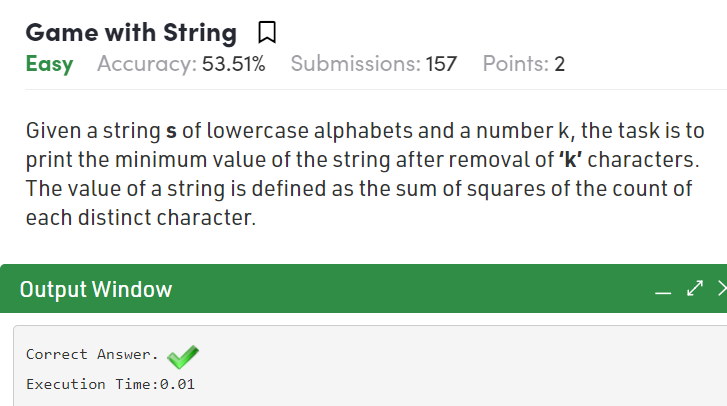 Game with String
Easy Accuracy: 53.51% Submissions: 157 Points: 2
Given a string s of lowercase alphabets and a number k, the task is to
print the minimum value of the string after removal of ‘k’ characters.
The value of a string is defined as the sum of squares of the count of
each distinct character.
Output Window
Correct Answer.
Execution Time:0.01